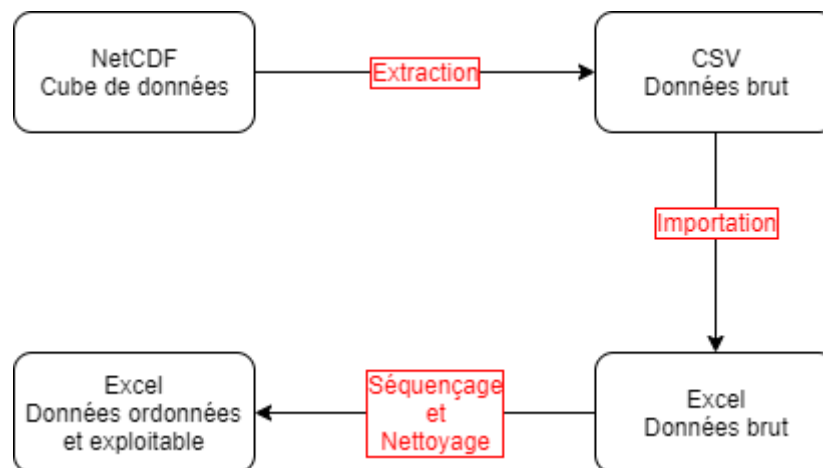 NetCDF
Cube de données
Extraction
CSV
Données brut
Importation
Excel
Données brut
Séquençage
et
Nettoyage
Excel
Données ordonnées
et exploitable